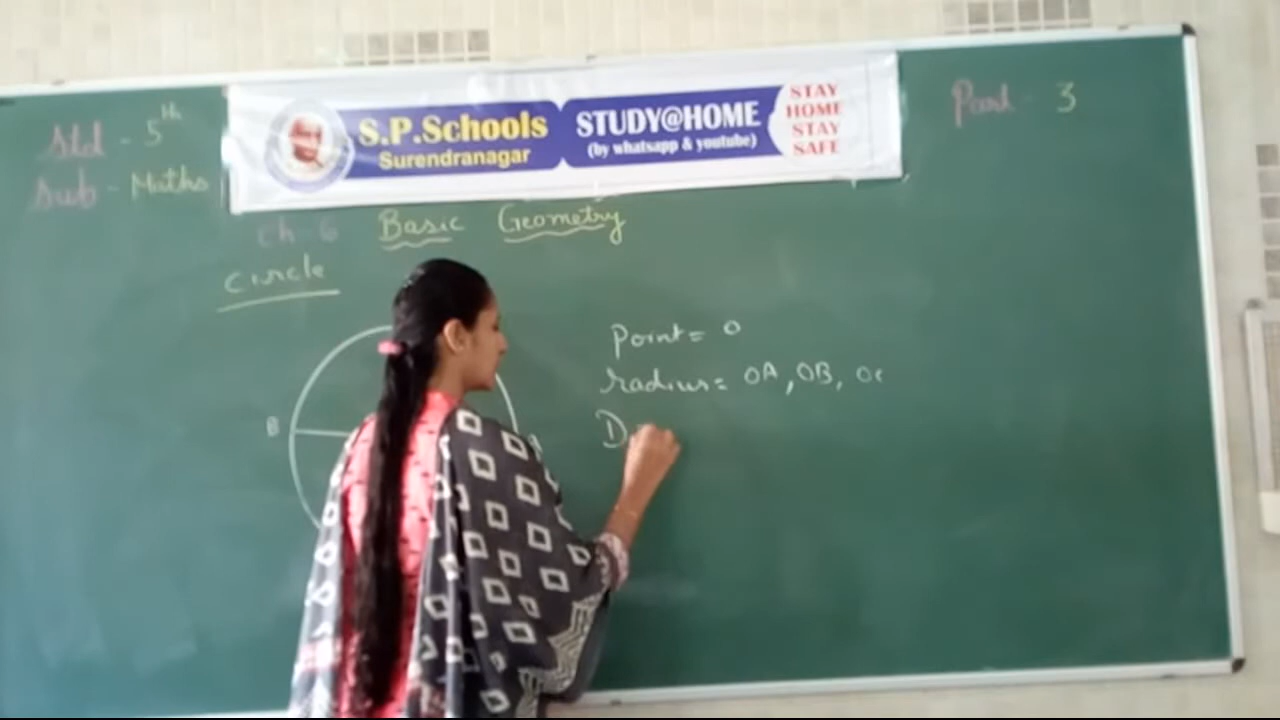 Std - 5th
Sub - Maths
S.P.Schools
Surendranagar
STUDY@HOME
(by whatsapp & youtube)
STAY
HOME
STAY
SAFE
Part - 3
ch-6 Basic Geometry
circle
B
Point = O
radius = OA, OB, OC
D